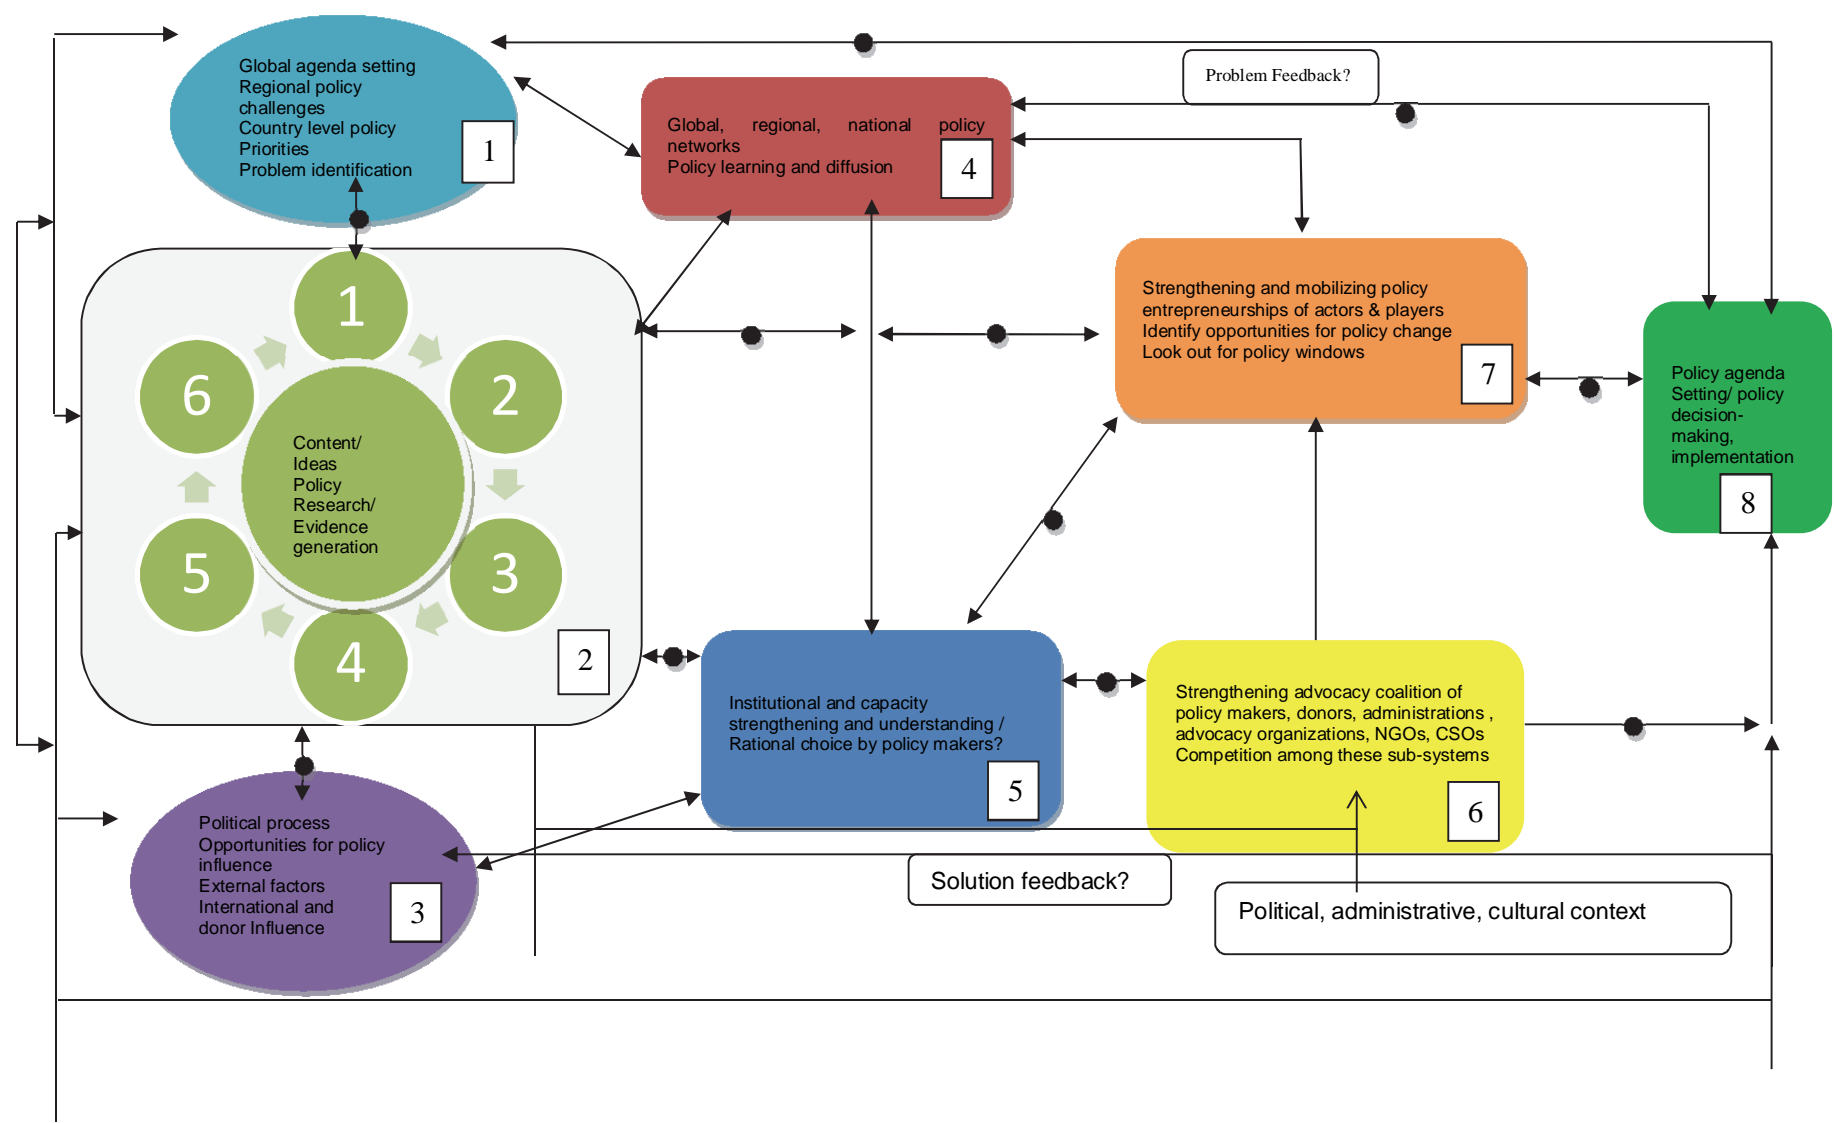 Global agenda setting
Regional policy
challenges
Country level policy
Priorities
Problem identification
1
Global, regional, national policy
networks
Policy learning and diffusion
4
Problem Feedback?
1
2
3
4
5
6
Content/
Ideas
Policy
Research/
Evidence
generation
2
Strengthening and mobilizing policy
entrepreneurships of actors & players
Identify opportunities for policy change
Look out for policy windows
7
Policy agenda
Setting/ policy
decision-
making,
implementation
8
Institutional and capacity
strengthening and understanding /
Rational choice by policy makers?
5
Strengthening advocacy coalition of
policy makers, donors, administrations ,
advocacy organizations, NGOs, CSOs
Competition among these sub-systems
6
Political process
Opportunities for policy
influence
External factors
International and
donor Influence
3
Solution feedback?
Political, administrative, cultural context